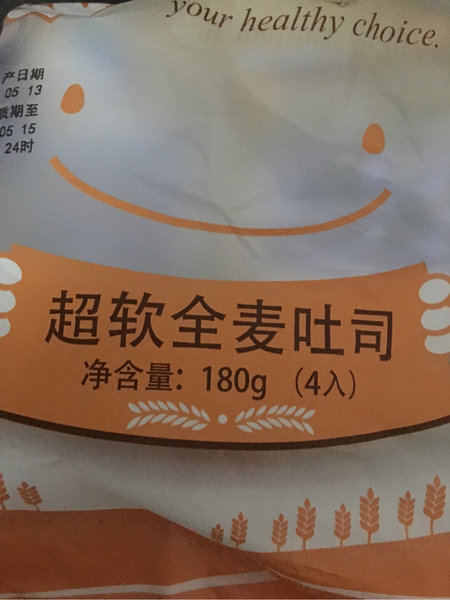 your healthy choice.
产日期
05 13
质期至
05 15
24时
超软全麦吐司
净含量: 180g (4入)